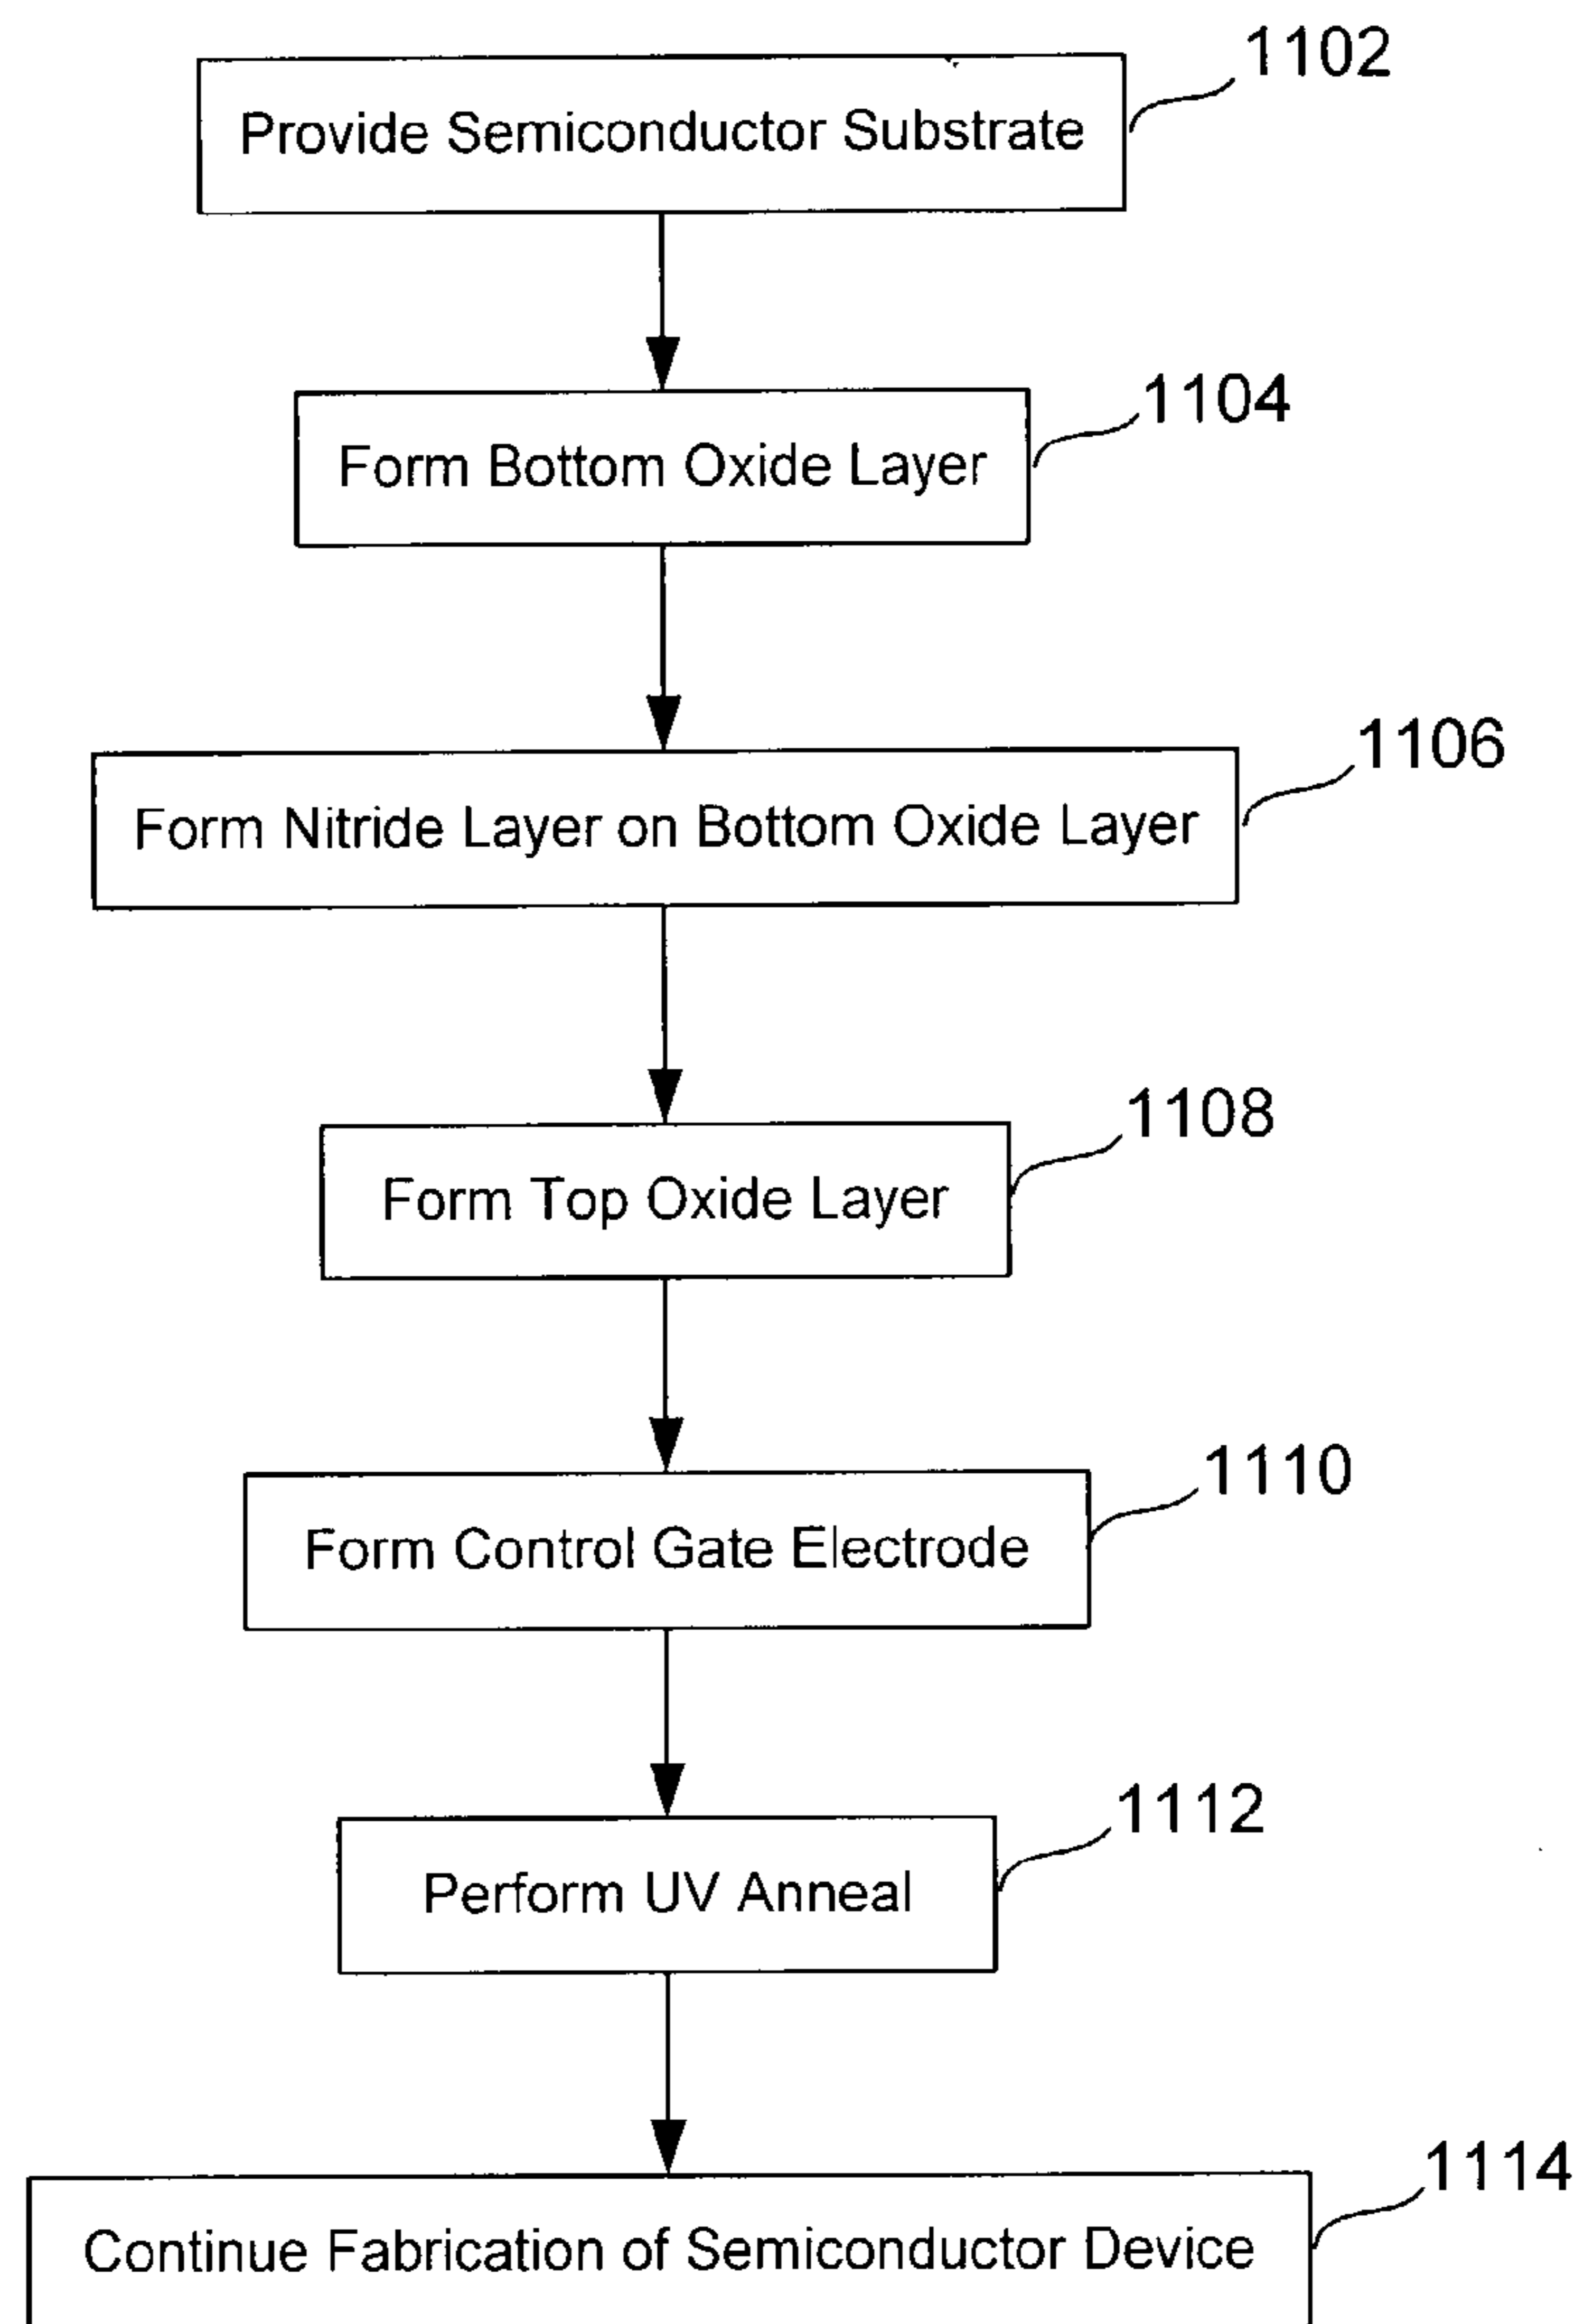 1102
Provide Semiconductor Substrate
1104
Form Bottom Oxide Layer
1106
Form Nitride Layer on Bottom Oxide Layer
1108
Form Top Oxide Layer
1110
Form Control Gate Electrode
1112
Perform UV Anneal
1114
Continue Fabrication of Semiconductor Device